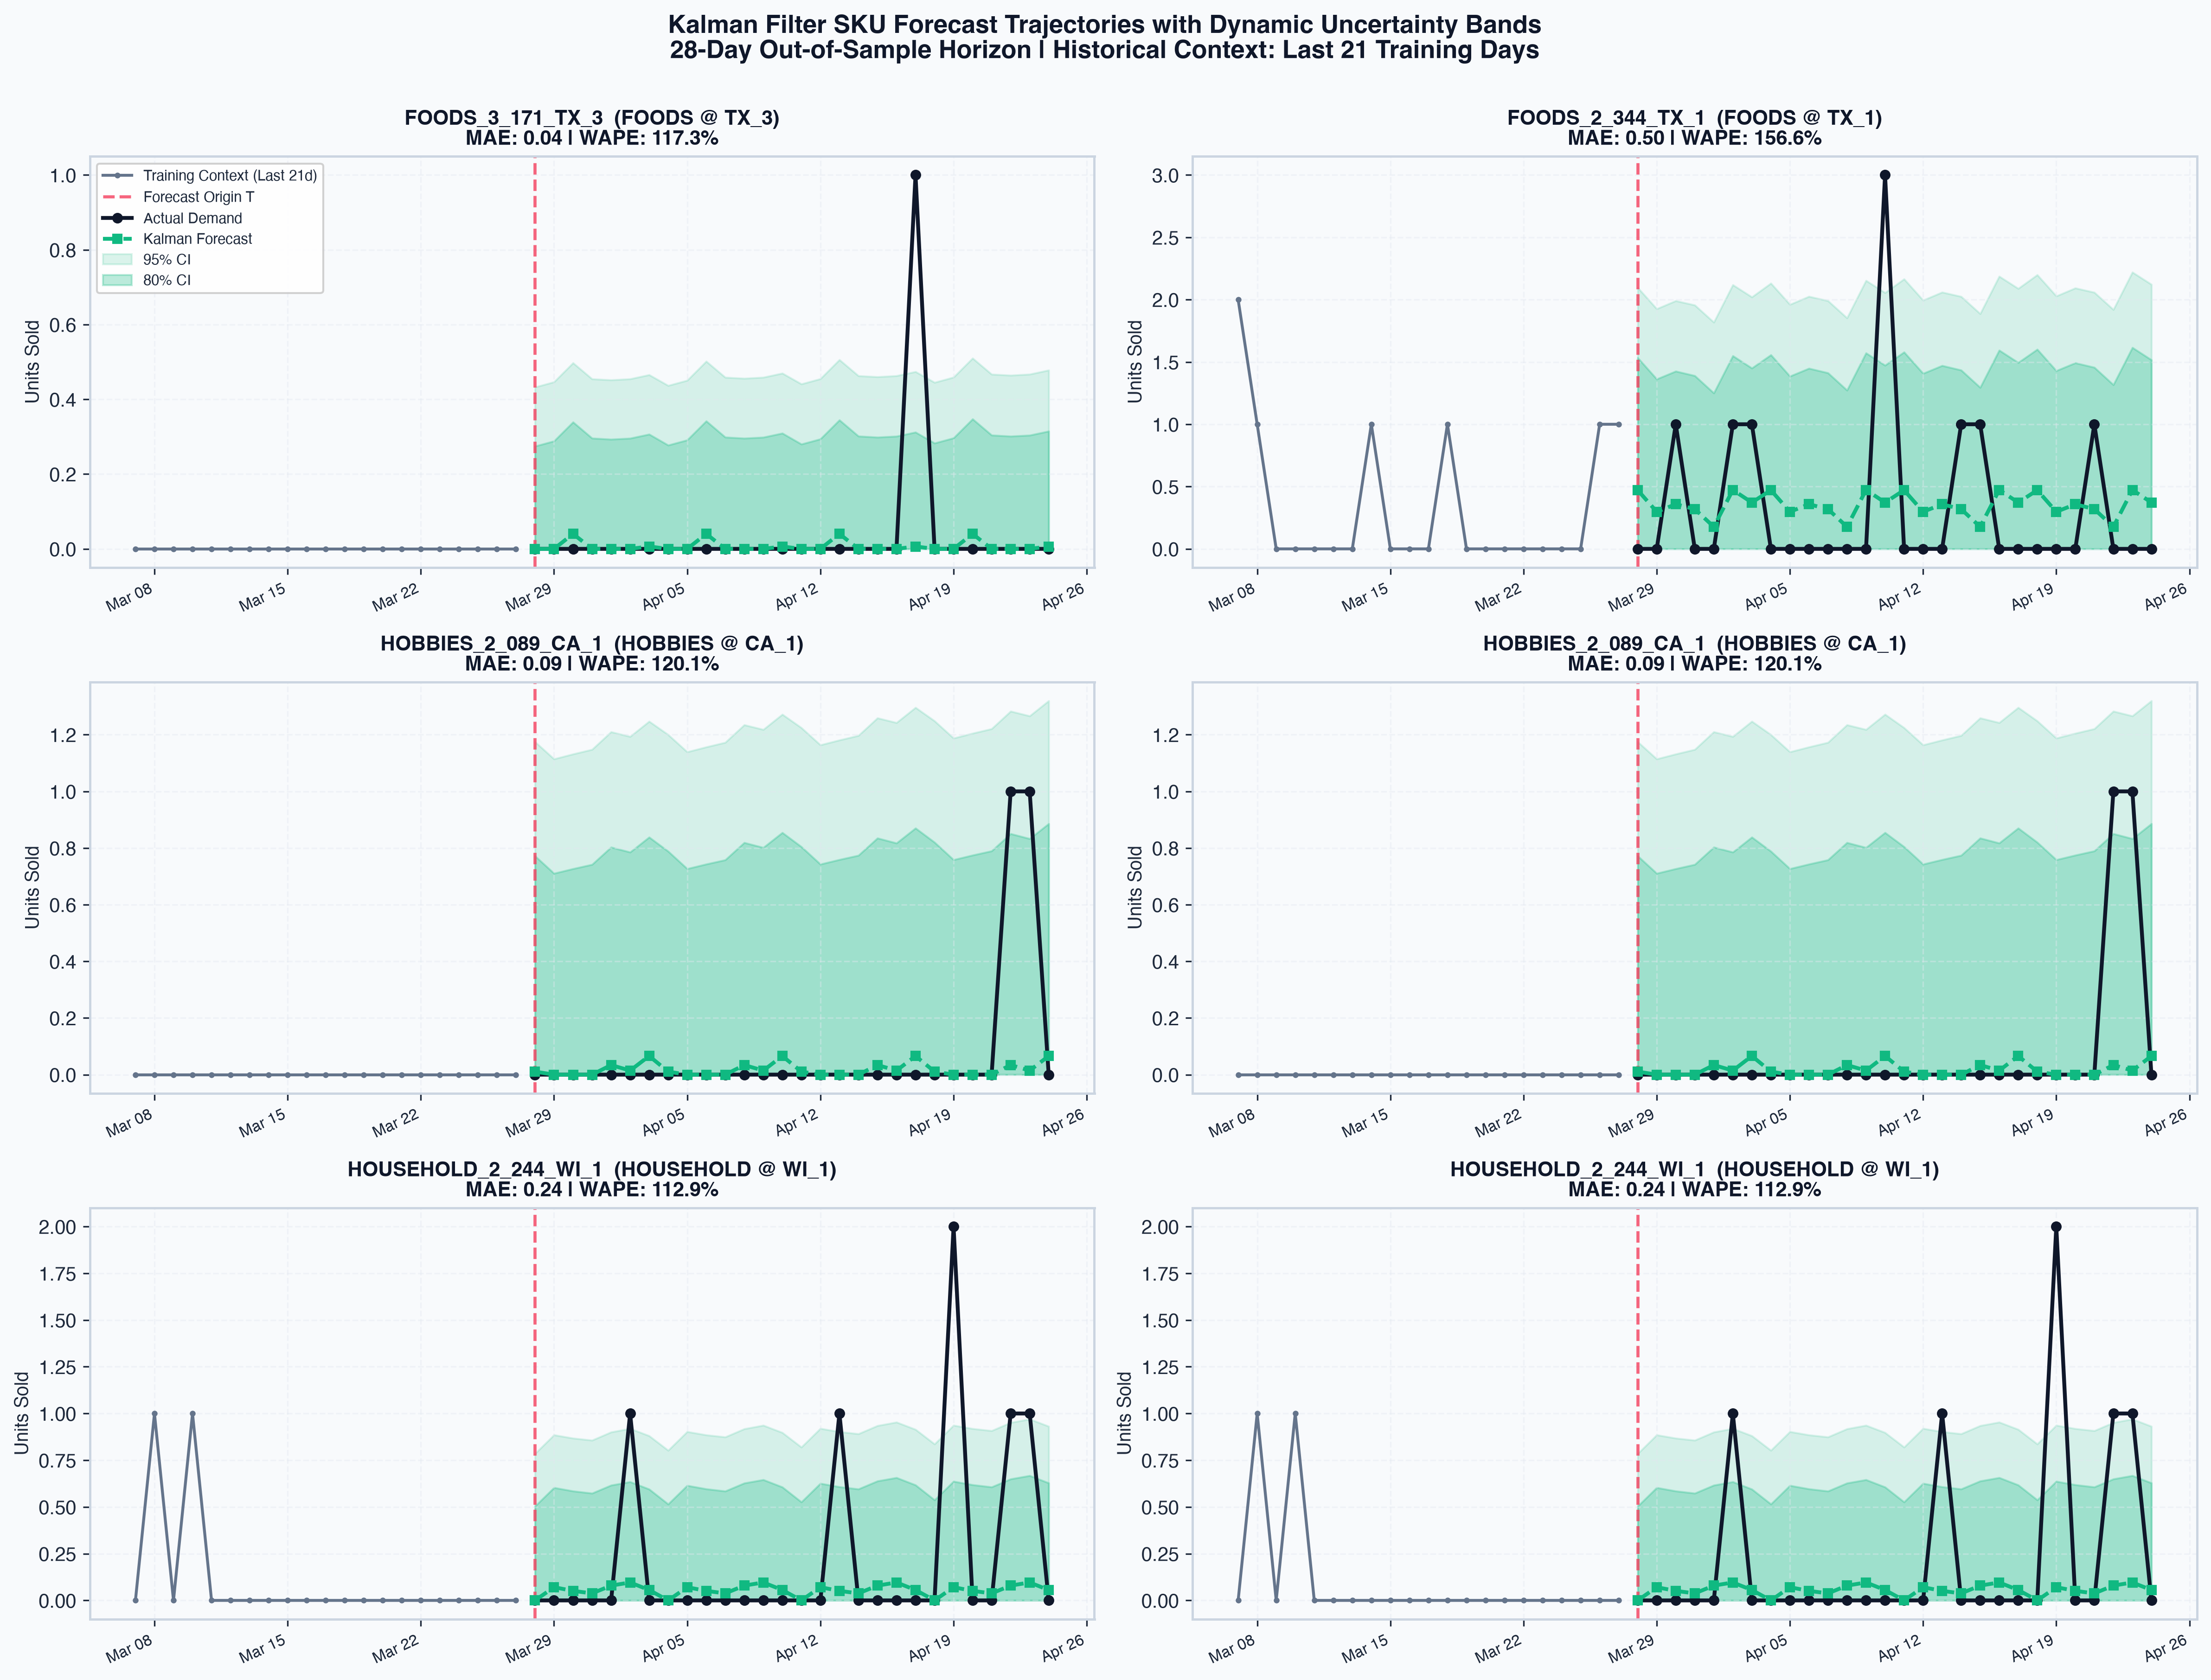 Kalman Filter SKU Forecast Trajectories with Dynamic Uncertainty Bands
28-Day Out-of-Sample Horizon | Historical Context: Last 21 Training Days
FOODS_3_171_TX_3 (FOODS @ TX_3)
MAE: 0.04 | WAPE: 117.3%
Training Context (Last 21d)
Forecast Origin T
Actual Demand
Kalman Forecast
95% CI
80% CI
Units Sold
1.0
0.8
0.6
0.4
0.2
0.0
Mar 08
Mar 15
Mar 22
Mar 29
Apr 05
Apr 12
Apr 19
Apr 26
FOODS_2_344_TX_1 (FOODS @ TX_1)
MAE: 0.50 | WAPE: 156.6%
Units Sold
3.0
2.5
2.0
1.5
1.0
0.5
0.0
Mar 08
Mar 15
Mar 22
Mar 29
Apr 05
Apr 12
Apr 19
Apr 26
HOBBIES_2_089_CA_1 (HOBBIES @ CA_1)
MAE: 0.09 | WAPE: 120.1%
Units Sold
1.2
1.0
0.8
0.6
0.4
0.2
0.0
Mar 08
Mar 15
Mar 22
Mar 29
Apr 05
Apr 12
Apr 19
Apr 26
HOBBIES_2_089_CA_1 (HOBBIES @ CA_1)
MAE: 0.09 | WAPE: 120.1%
Units Sold
1.2
1.0
0.8
0.6
0.4
0.2
0.0
Mar 08
Mar 15
Mar 22
Mar 29
Apr 05
Apr 12
Apr 19
Apr 26
HOUSEHOLD_2_244_WI_1 (HOUSEHOLD @ WI_1)
MAE: 0.24 | WAPE: 112.9%
Units Sold
2.00
1.75
1.50
1.25
1.00
0.75
0.50
0.25
0.00
Mar 08
Mar 15
Mar 22
Mar 29
Apr 05
Apr 12
Apr 19
Apr 26
HOUSEHOLD_2_244_WI_1 (HOUSEHOLD @ WI_1)
MAE: 0.24 | WAPE: 112.9%
Units Sold
2.00
1.75
1.50
1.25
1.00
0.75
0.50
0.25
0.00
Mar 08
Mar 15
Mar 22
Mar 29
Apr 05
Apr 12
Apr 19
Apr 26